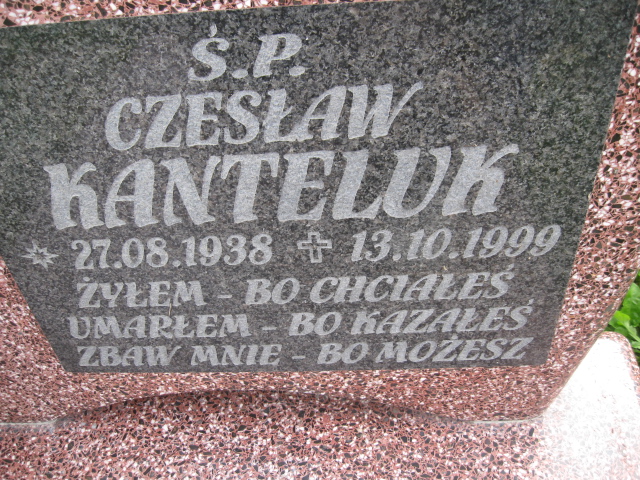 Ś.P.
CZESŁAW
KANTELUK
27.08.1938 13.10.1999
ŻYŁEM - BO CHCIAŁEŚ
UMARŁEM - BO KAZAŁEŚ
ZBAW MNIE - BO MOŻESZ